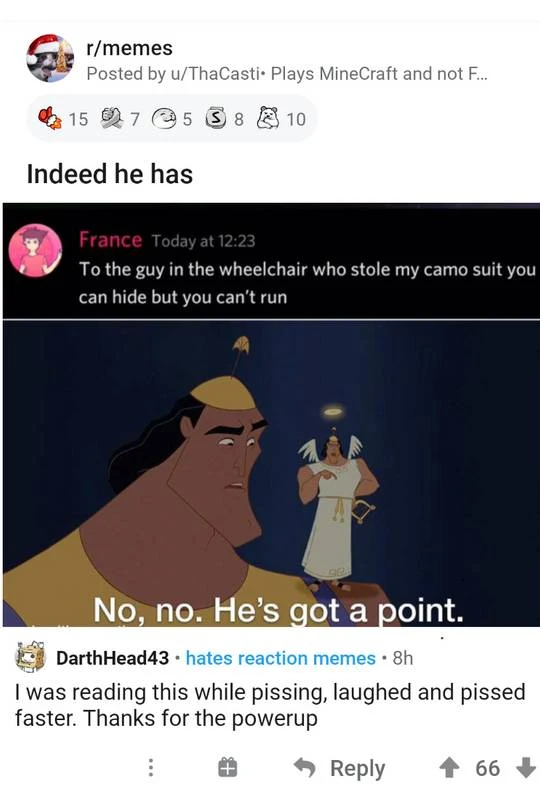 r/memes
Posted by u/ThaCasti• Plays MineCraft and not F...
15 7 5 S 8 10
Indeed he has
France Today at 12:23
To the guy in the wheelchair who stole my camo suit you
can hide but you can't run
No, no. He's got a point.
DarthHead43 • hates reaction memes • 8h
I was reading this while pissing, laughed and pissed
faster. Thanks for the powerup
Reply 66